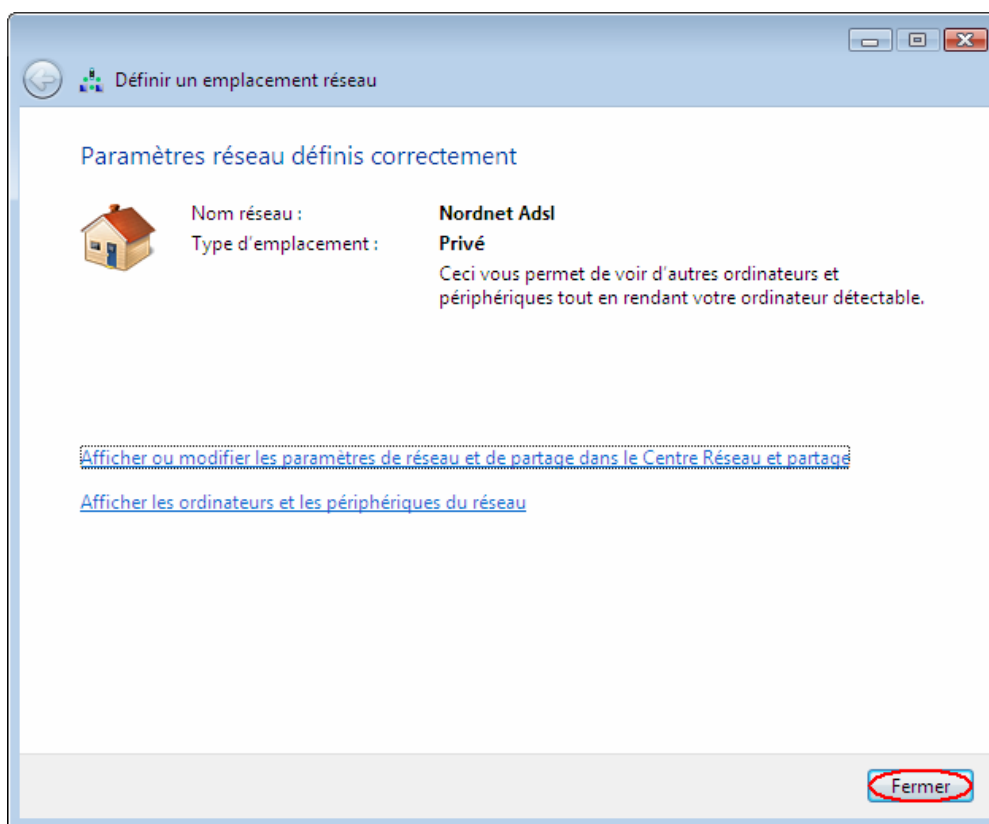 Définir un emplacement réseau
Paramètres réseau définis correctement
Nom réseau : Nordnet Adsl
Type d'emplacement : Privé
Ceci vous permet de voir d'autres ordinateurs et
périphériques tout en rendant votre ordinateur détectable.
Afficher ou modifier les paramètres de réseau et de partage dans le Centre Réseau et partage
Afficher les ordinateurs et les périphériques du réseau
Fermer